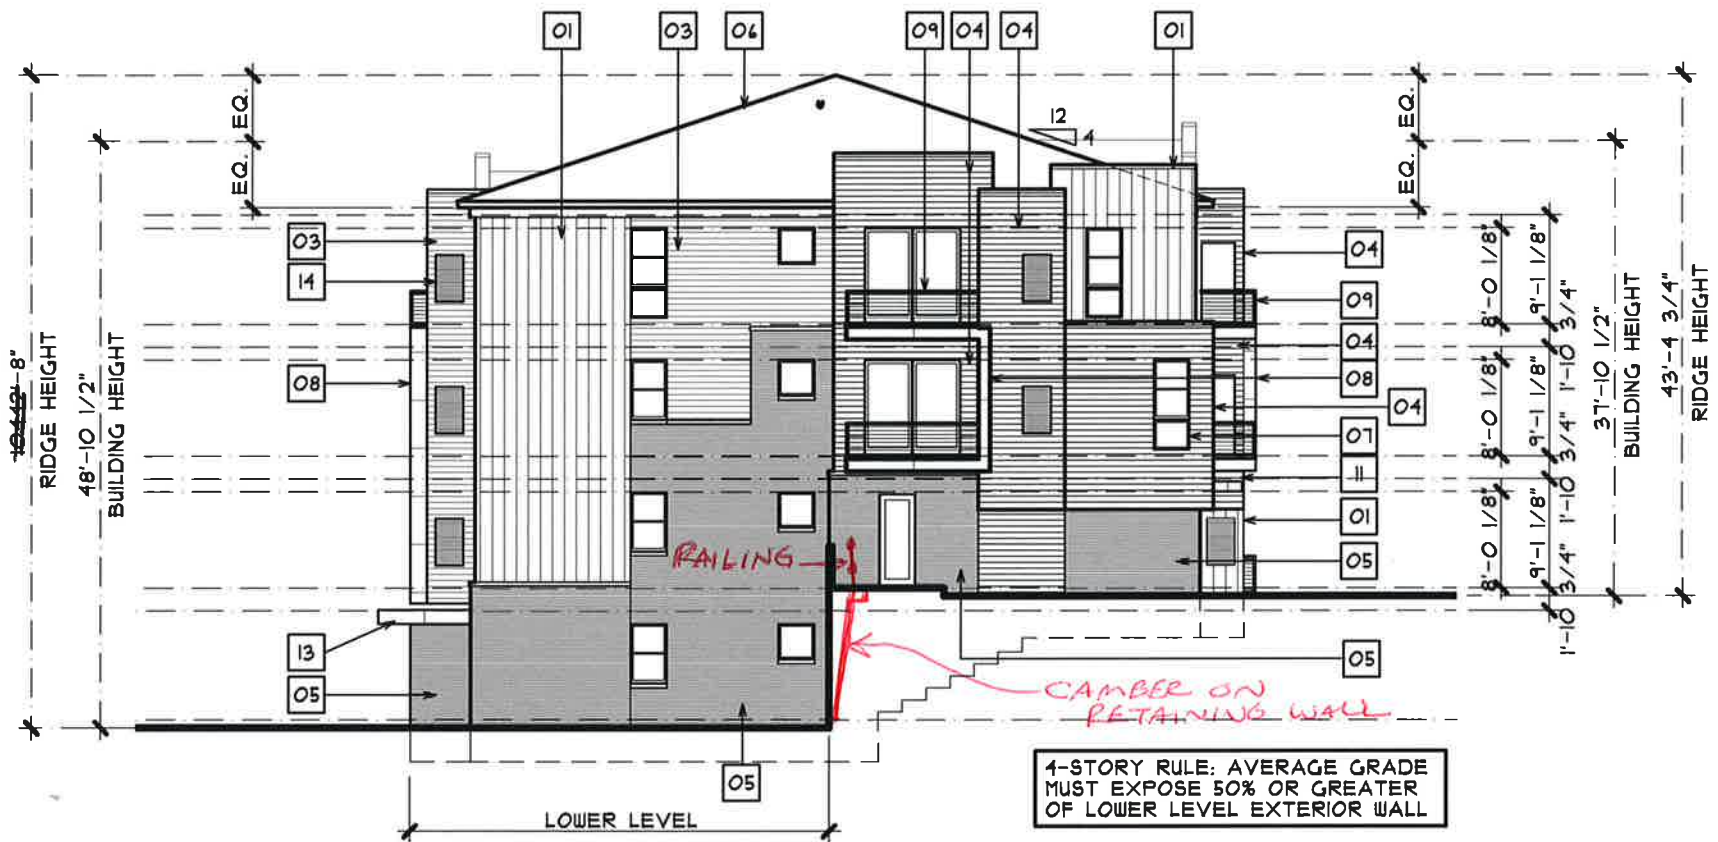 01 03 06 09 04 04 01
12
4
EQ.
EQ.
EQ.
EQ.
03
14
08
13
05
-8"
RIDGE HEIGHT
48'-10 1/2"
BUILDING HEIGHT
04
09
04
08
04
07
11
01
05
05
05
8'-0 1/8"
9'-1 1/8"
1'-10 3/4"
8'-0 1/8"
9'-1 1/8"
1'-10 3/4"
8'-0 1/8"
9'-1 1/8"
1'-10 3/4"
37'-10 1/2"
BUILDING HEIGHT
43'-4 3/4"
RIDGE HEIGHT
RAILING
CAMBER ON
RETAINING WALL
4-STORY RULE: AVERAGE GRADE
MUST EXPOSE 50% OR GREATER
OF LOWER LEVEL EXTERIOR WALL
LOWER LEVEL